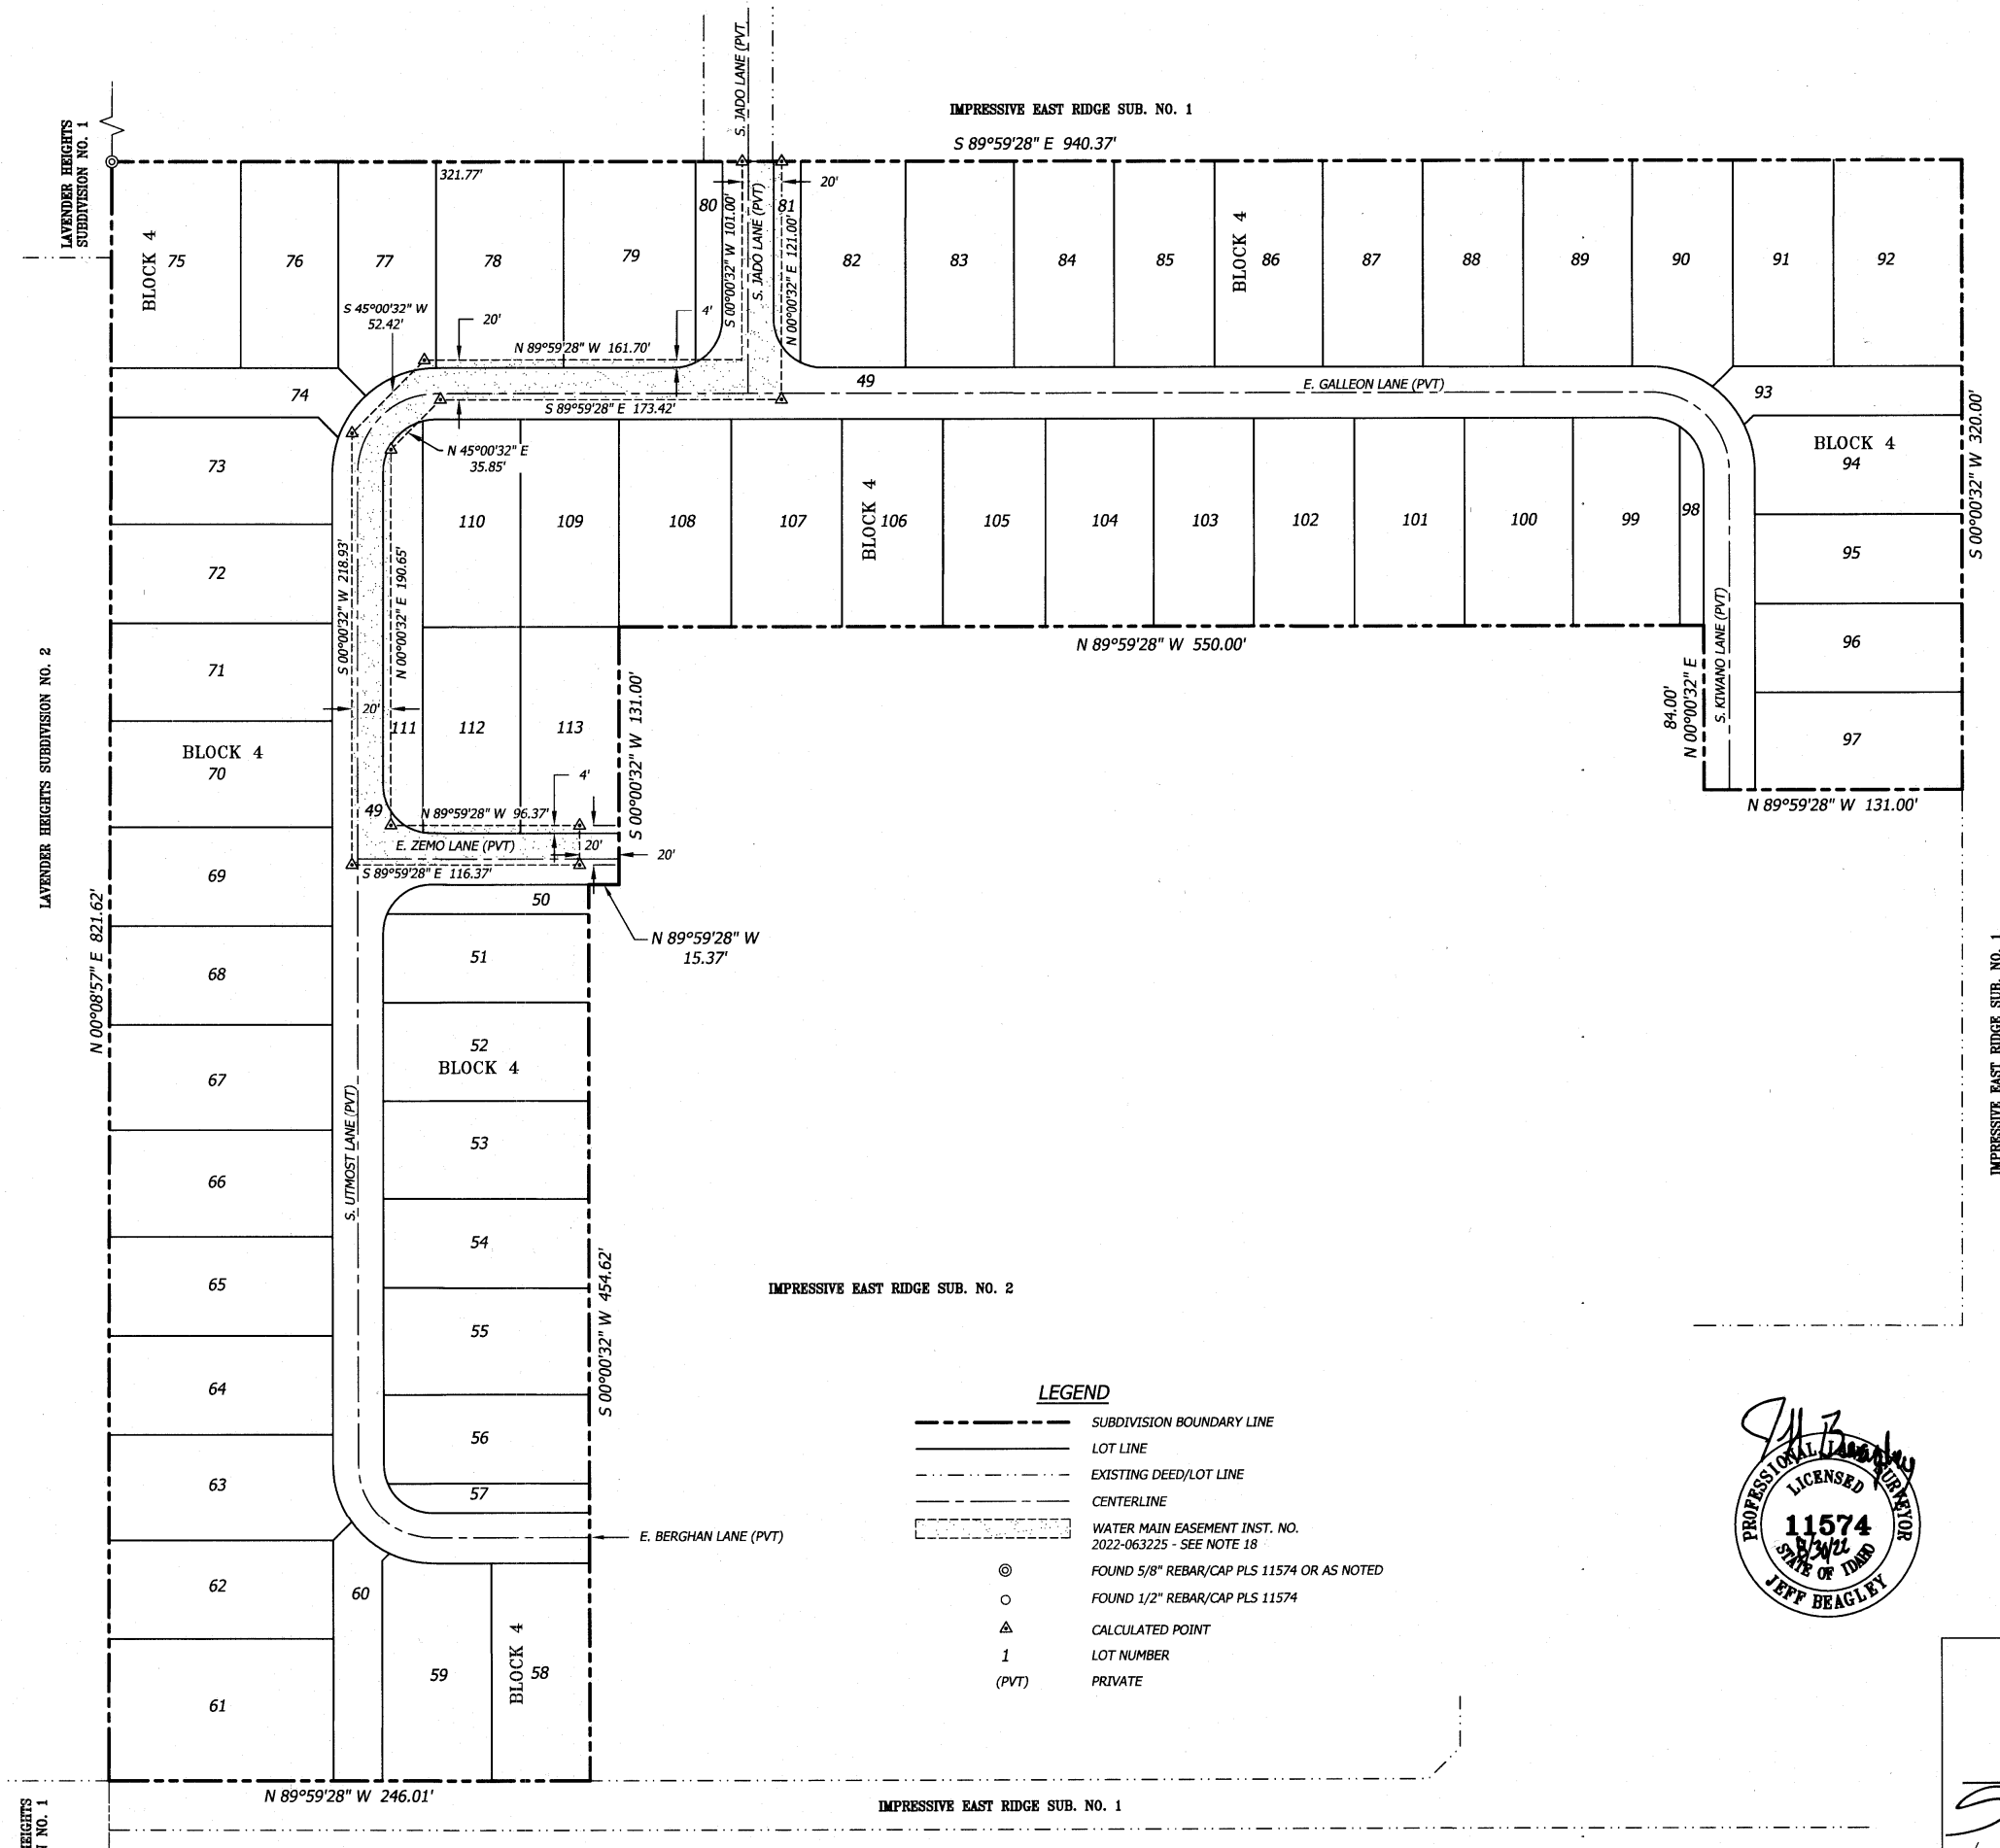 S. JADO LANE (PVT.
IMPRESSIVE EAST RIDGE SUB. NO. 1
S 89°59'28" E 940.37'
LAVENDER HEIGHTS
SUBDIVISION NO. 1
321.77'
20'
BLOCK 4
75
76
77
78
79
80
81
S 00°00'32" W 101.00'
S. JADO LANE (PVT)
N 00°00'32" E 121.00'
82
83
84
85
BLOCK 4
86
87
88
89
90
91
92
S 45°00'32" W
52.42'
20'
4'
N 89°59'28" W 161.70'
74
49
E. GALLEON LANE (PVT)
93
S 89°59'28" E 173.42'
N 45°00'32" E
35.85'
S 00°00'32" W 320.00'
73
BLOCK 4
94
110
109
108
107
BLOCK 4
106
105
104
103
102
101
100
99
98
95
72
S 00°00'32" W 218.93'
N 00°00'32" E 190.65'
96
N 89°59'28" W 550.00'
S. KIWANO LANE (PVT)
84.00'
N 00°00'32" E
LAVENDER HEIGHTS SUBDIVISION NO. 2
71
20'
111
112
113
S 00°00'32" W 131.00'
97
BLOCK 4
70
4'
N 89°59'28" W 131.00'
49
N 89°59'28" W 96.37'
E. ZEMO LANE (PVT)
20'
20'
S 89°59'28" E 116.37'
69
50
N 89°59'28" W
15.37'
N 00°08'57" E 821.62'
51
68
IMPRESSIVE EAST RIDGE SUB. NO. 1
52
BLOCK 4
67
53
S. UTMOST LANE (PVT)
66
54
65
IMPRESSIVE EAST RIDGE SUB. NO. 2
S 00°00'32" W 454.62'
55
64
56
63
57
E. BERGHAN LANE (PVT)
LEGEND
SUBDIVISION BOUNDARY LINE
LOT LINE
EXISTING DEED/LOT LINE
CENTERLINE
WATER MAIN EASEMENT INST. NO.
2022-063225 - SEE NOTE 18
FOUND 5/8" REBAR/CAP PLS 11574 OR AS NOTED
FOUND 1/2" REBAR/CAP PLS 11574
CALCULATED POINT
1 LOT NUMBER
(PVT) PRIVATE
PROFESSIONAL LAND SURVEYOR
LICENSED
11574
STATE OF IDAHO
JEFF BEAGLEY
62
60
59
BLOCK 4
58
61
N 89°59'28" W 246.01'
IMPRESSIVE EAST RIDGE SUB. NO. 1
EIGHTS
NO. 1